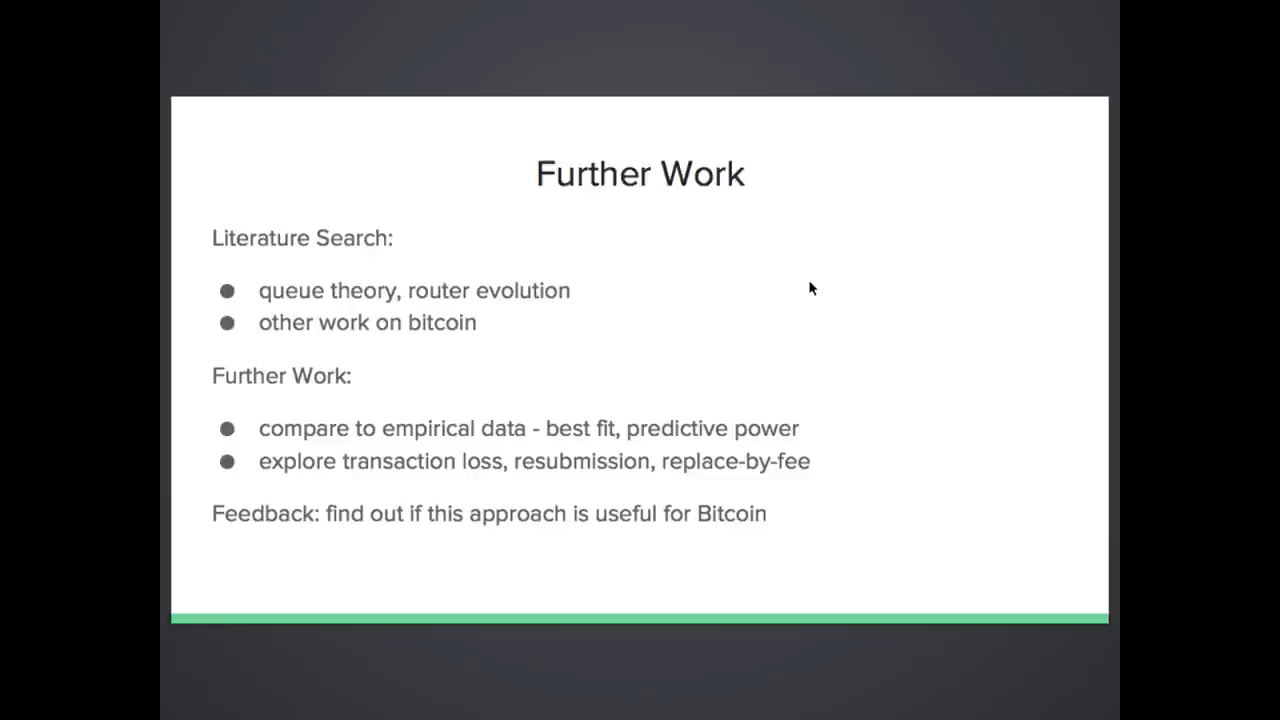 Further Work
Literature Search:
● queue theory, router evolution
● other work on bitcoin
Further Work:
● compare to empirical data - best fit, predictive power
● explore transaction loss, resubmission, replace-by-fee
Feedback: find out if this approach is useful for Bitcoin